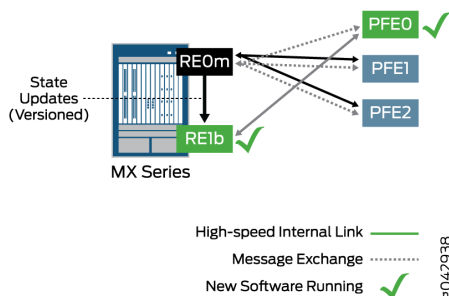 PFE0
RE0m
PFE1
State
Updates
(Versioned)
PFE2
RE1b
MX Series
High-speed Internal Link
Message Exchange
New Software Running